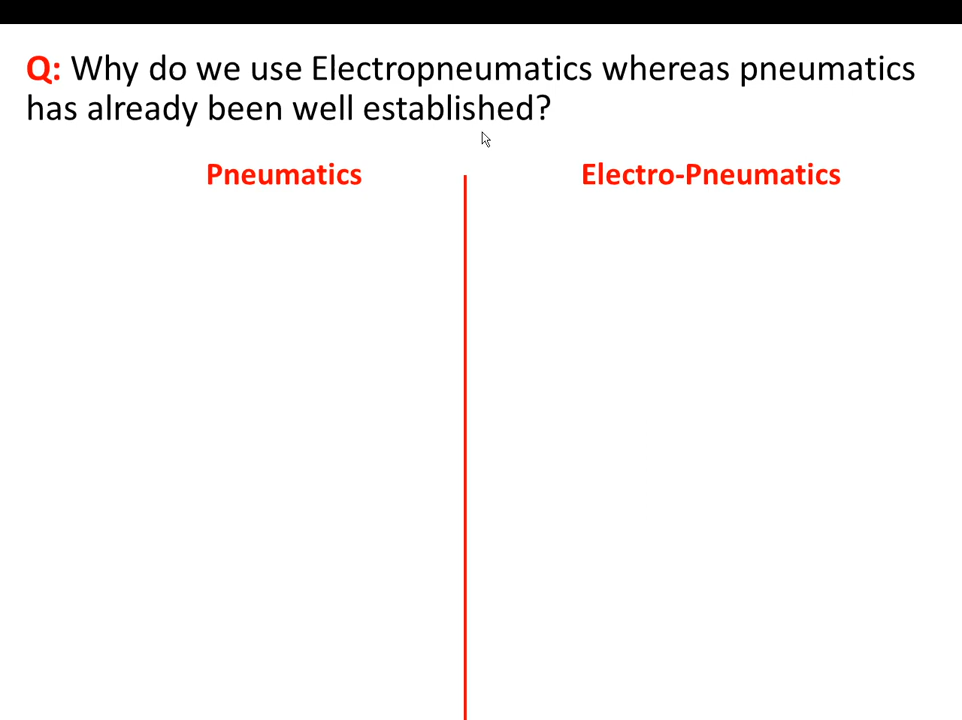 Q: Why do we use Electropneumatics whereas pneumatics
has already been well established?
Pneumatics
Electro-Pneumatics